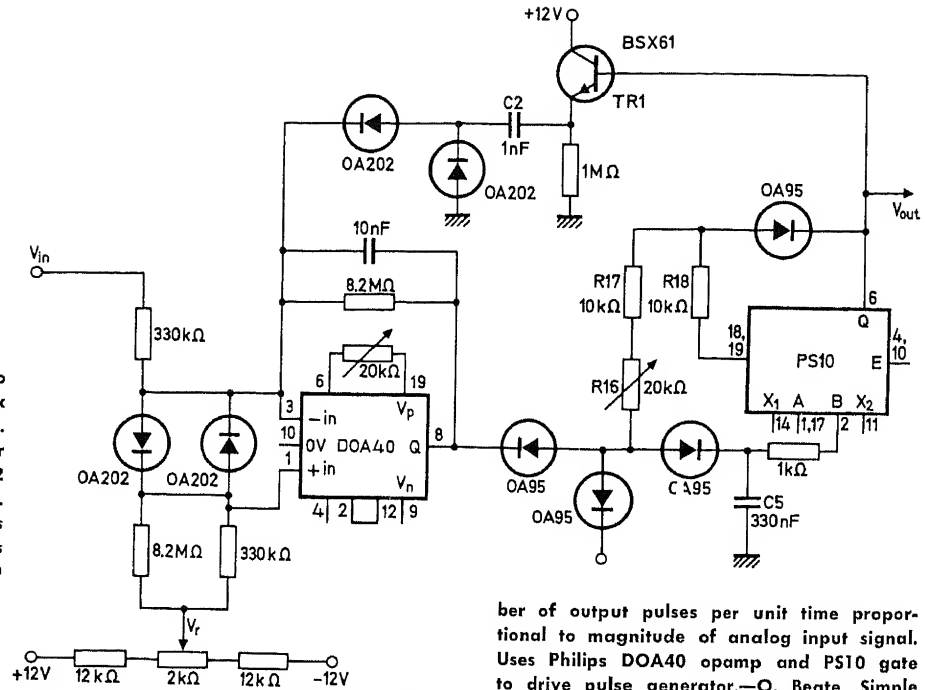 +12V
BSX61
TR1
C2
1nF
OA202
OA202
1MΩ
OA95
Vout
10nF
8.2MΩ
Vin
330kΩ
R17
10kΩ
R18
10kΩ
6
Q
18,
19
PS10
4,
10
E
6
20kΩ
19
R16
20kΩ
X1 A B X2
14 1,17 2 11
3
-in
Vp
10
0V DOA40 Q
8
1
+in
Vn
4 2 12 9
OA202
OA202
OA95
OA95
1kΩ
C5
330nF
OA95
8.2MΩ
330kΩ
Vr
+12V
12kΩ
2kΩ
12kΩ
-12V
ber of output pulses per unit time propor-
tional to magnitude of analog input signal.
Uses Philips DOA40 opamp and PS10 gate
to drive pulse generator.—O. Beate, Simple